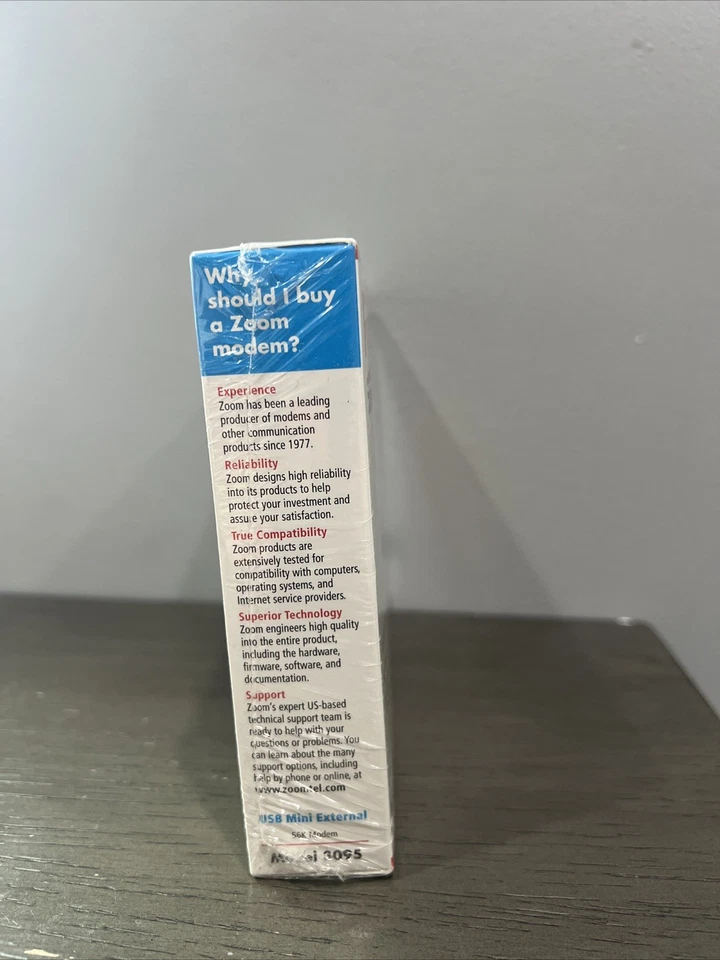 Why
should I buy
a Zoom
modem?
Experience
Zoom has been a leading
producer of modems and
other communication
products since 1977.
Reliability
Zoom designs high reliability
into its products to help
protect your investment and
assure your satisfaction.
True Compatibility
Zoom products are
extensively tested for
compatibility with computers,
operating systems, and
Internet service providers.
Superior Technology
Zoom engineers high quality
into the entire product,
including the hardware,
firmware, software, and
documentation.
Support
Zoom's expert US-based
technical support team is
ready to help with your
questions or problems. You
can learn about the many
support options, including
help by phone or online, at
www.zoomtel.com
USB Mini External
56K Modem
Model 3095